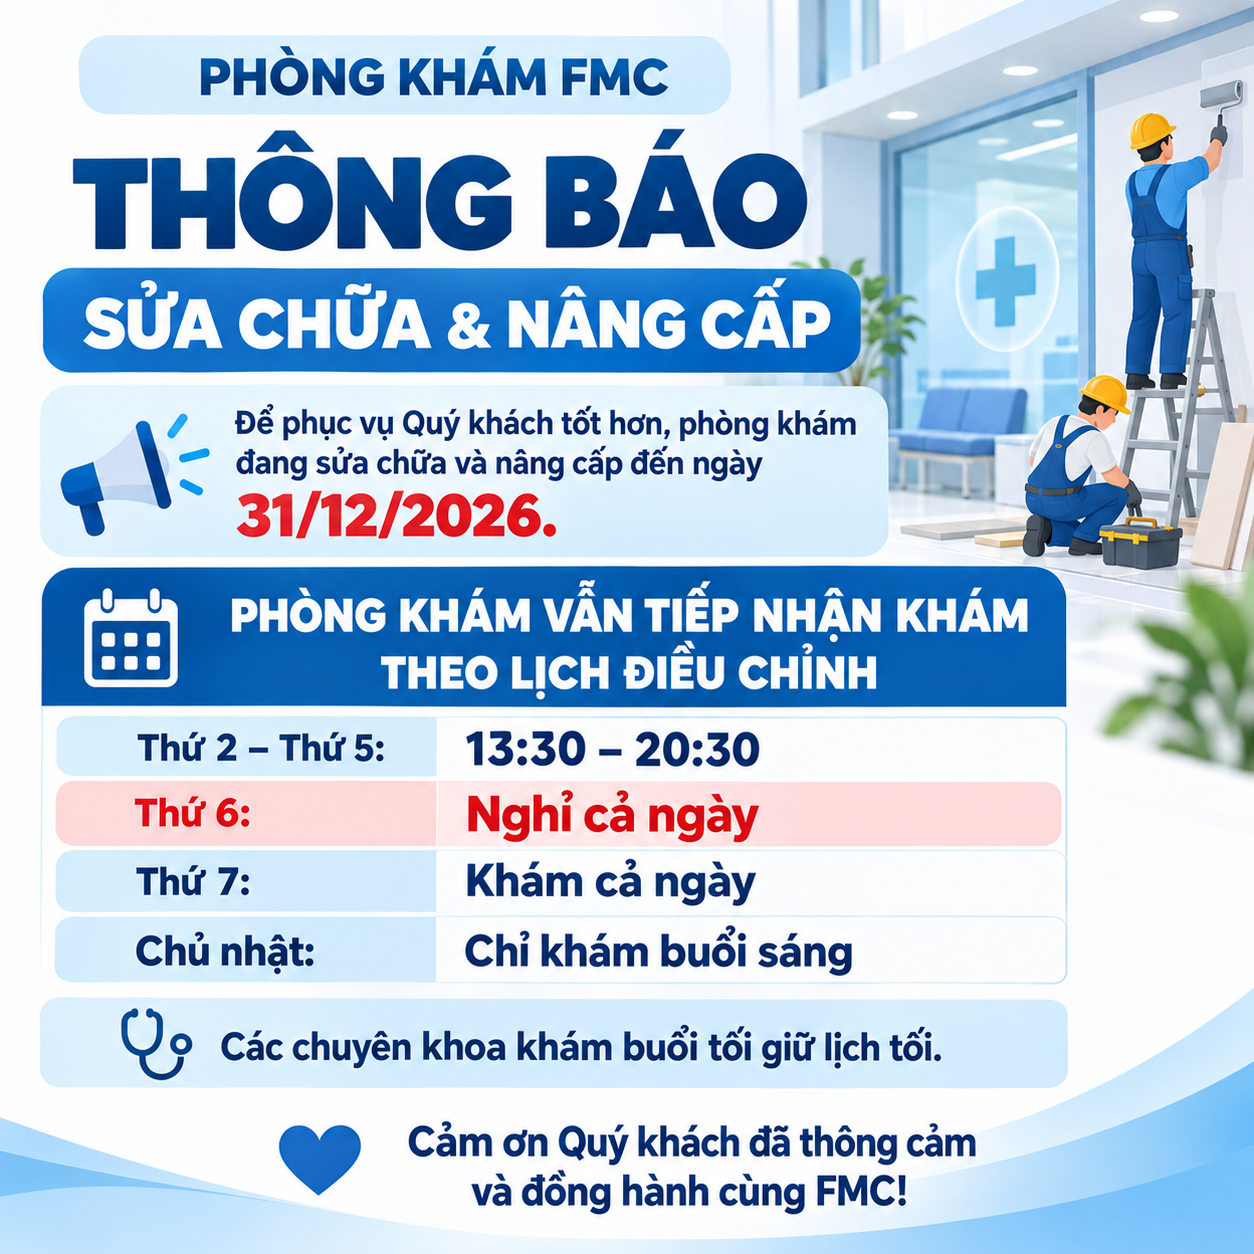 PHÒNG KHÁM FMC
THÔNG BÁO
SỬA CHỮA & NÂNG CẤP
Để phục vụ Quý khách tốt hơn, phòng khám
đang sửa chữa và nâng cấp đến ngày
31/12/2026.
PHÒNG KHÁM VẪN TIẾP NHẬN KHÁM
THEO LỊCH ĐIỀU CHỈNH
Thứ 2 – Thứ 5: 13:30 – 20:30
Thứ 6: Nghỉ cả ngày
Thứ 7: Khám cả ngày
Chủ nhật: Chỉ khám buổi sáng
Các chuyên khoa khám buổi tối giữ lịch tối.
Cảm ơn Quý khách đã thông cảm
và đồng hành cùng FMC!